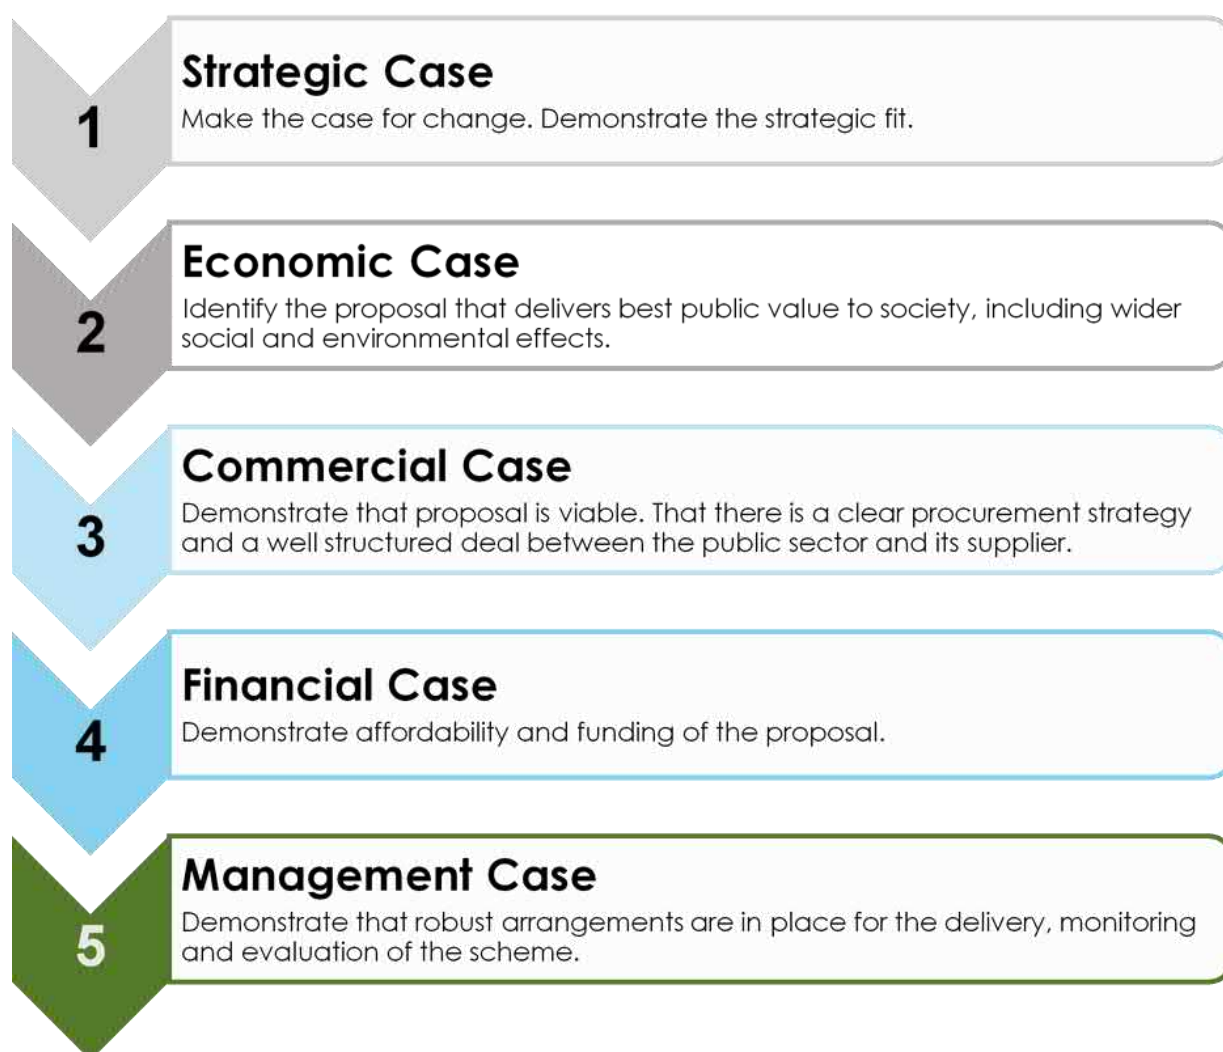 1
Strategic Case
Make the case for change. Demonstrate the strategic fit.
2
Economic Case
Identify the proposal that delivers best public value to society, including wider
social and environmental effects.
3
Commercial Case
Demonstrate that proposal is viable. That there is a clear procurement strategy
and a well structured deal between the public sector and its supplier.
4
Financial Case
Demonstrate affordability and funding of the proposal.
5
Management Case
Demonstrate that robust arrangements are in place for the delivery, monitoring
and evaluation of the scheme.